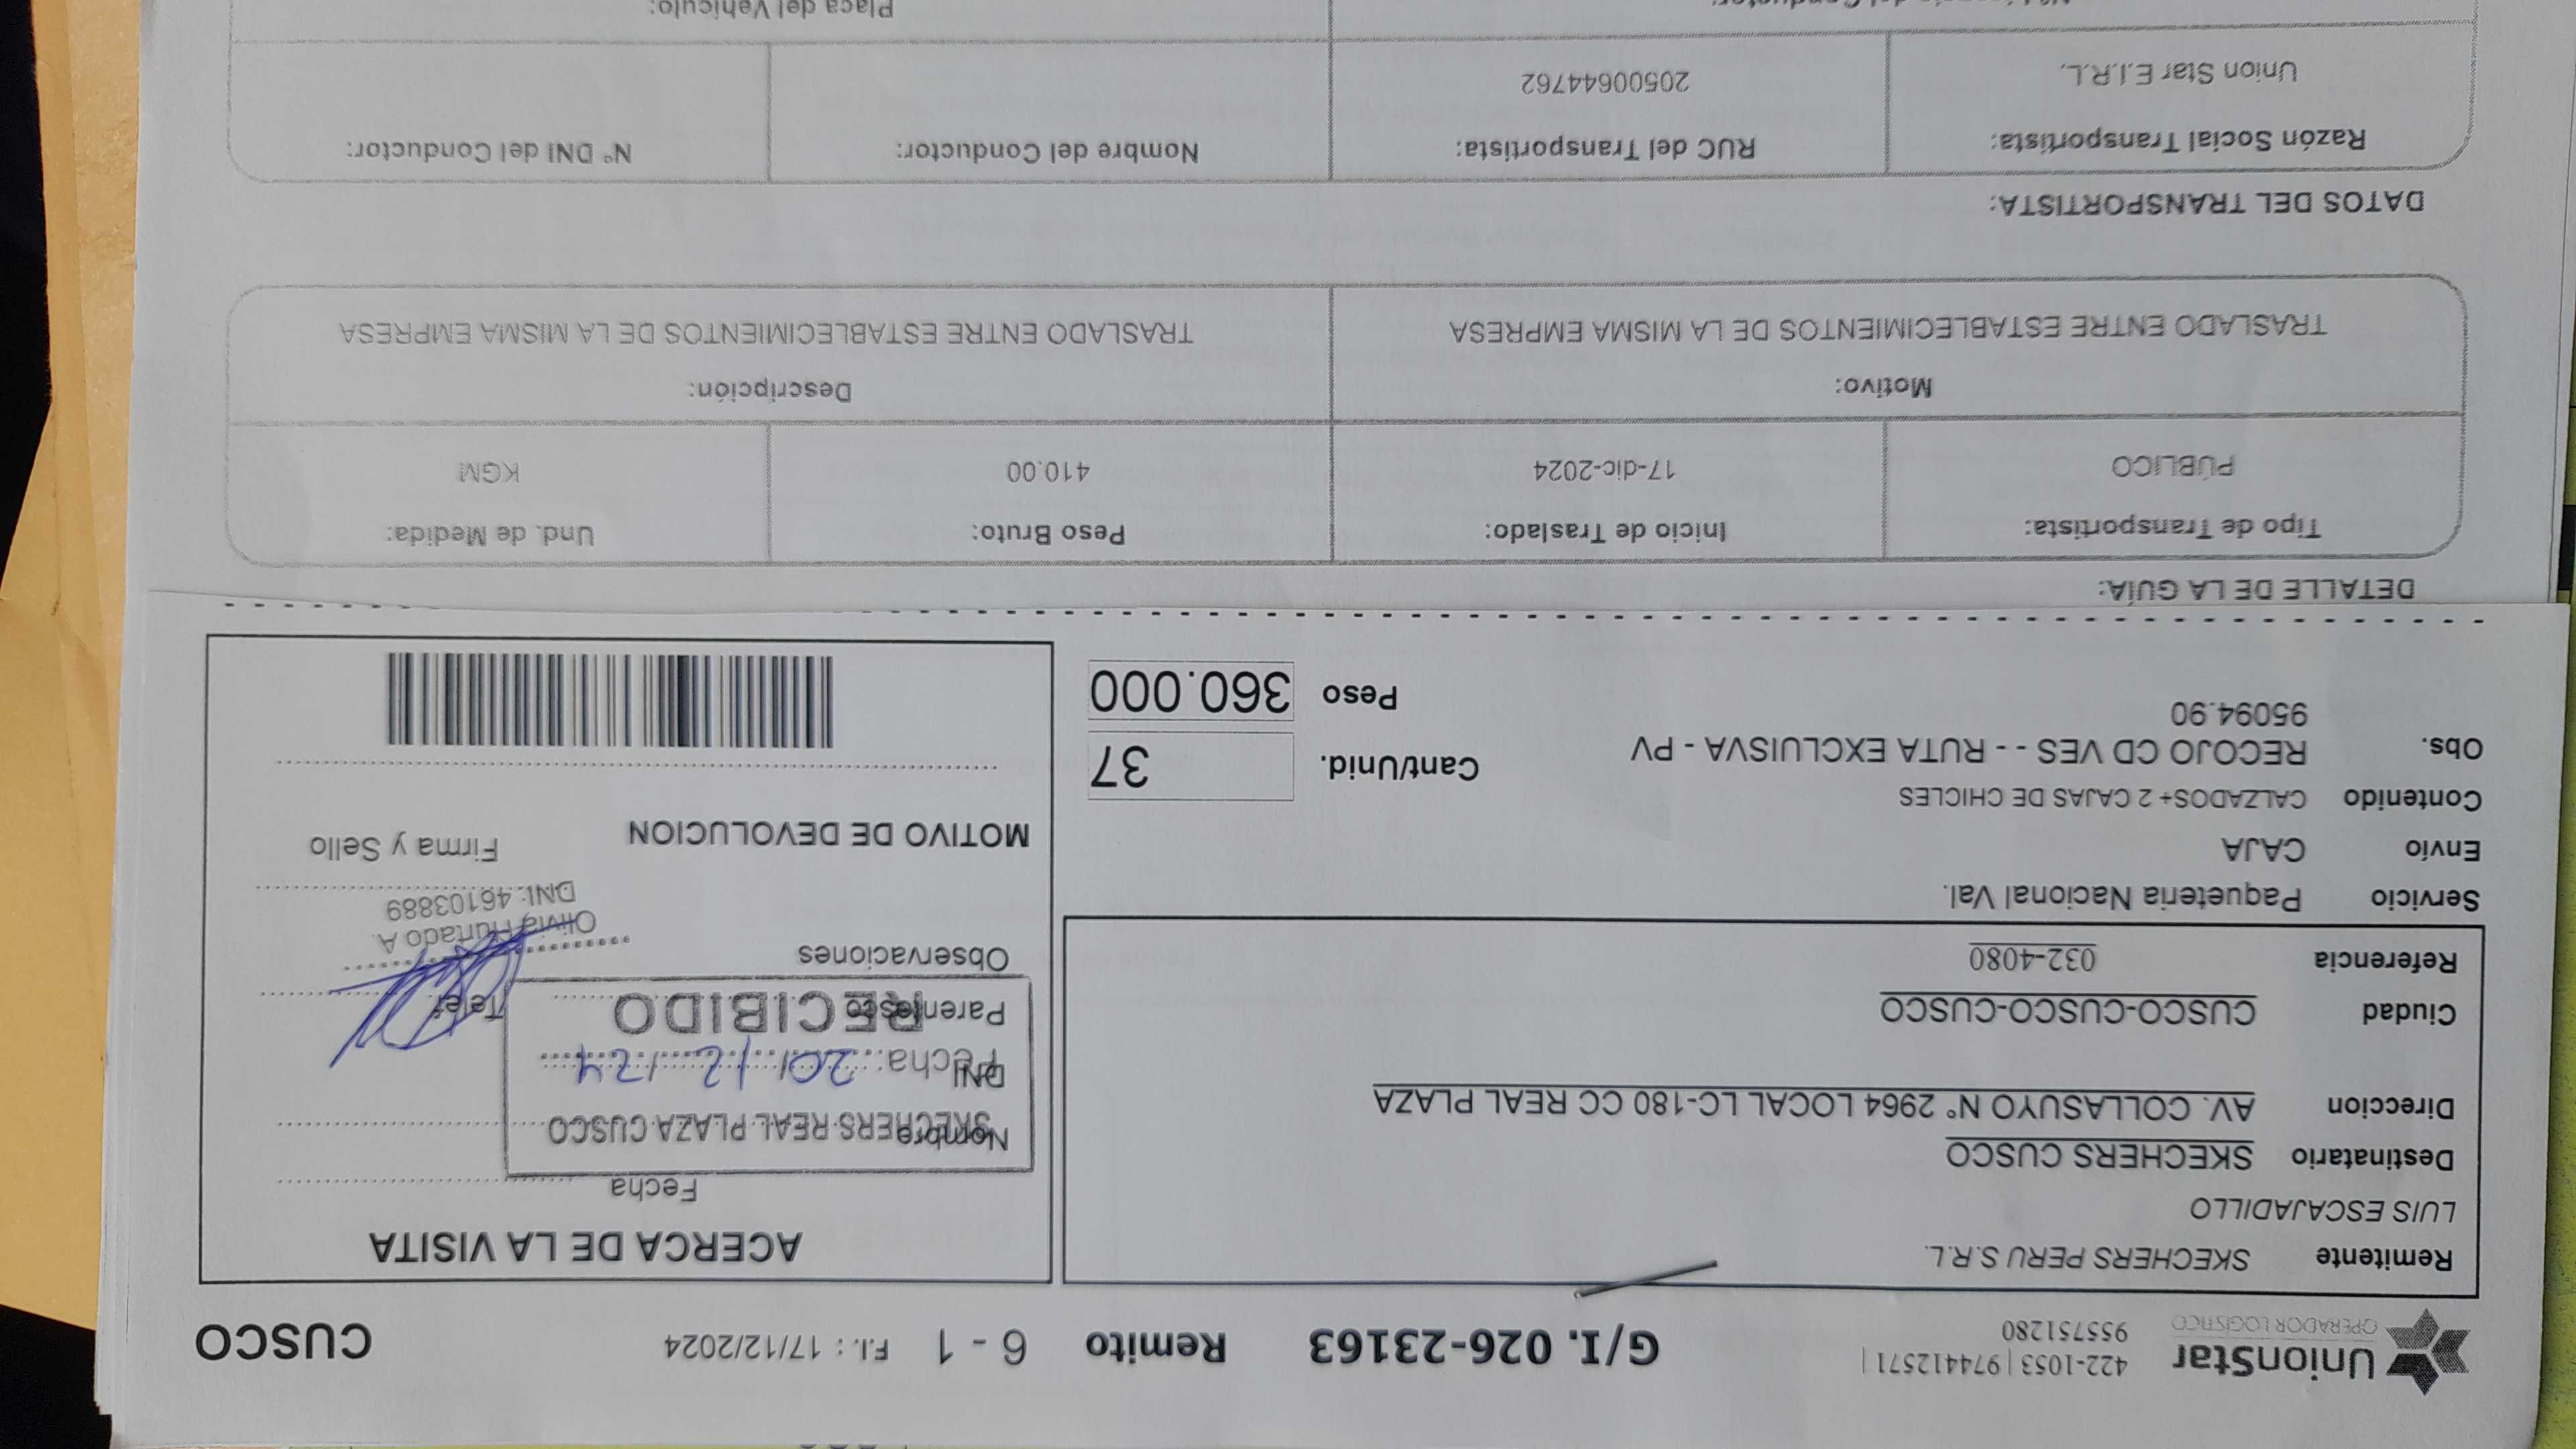 UnionStar
OPERADOR LOGÍSTICO
422-1053 | 974412571 |
955751280
G/I. 026-23163
Remito 6 - 1 F.I. : 17/12/2024 CUSCO
Remitente SKECHERS PERU S.R.L.
LUIS ESCAJADILLO
Destinatario SKECHERS CUSCO
Direccion AV. COLLASUYO N° 2964 LOCAL LC-180 CC REAL PLAZA
Ciudad CUSCO-CUSCO-CUSCO
Referencia 032-4080
Servicio Paqueteria Nacional Val.
Envío CAJA
Contenido CALZADOS+ 2 CAJAS DE CHICLES
Obs. RECOJO CD VES - - RUTA EXCLUISVA - PV
95094.90
Cant/Unid. 37
Peso 360.000
ACERCA DE LA VISITA
Fecha
Nombre
SKECHERS REAL PLAZA CUSCO
DNI
Fecha: 20/12/24
Parentesco
RECIBIDO
Telef.
Observaciones
Olivia Hurtado A.
DNI: 46103889
MOTIVO DE DEVOLUCION
Firma y Sello
DETALLE DE LA GUÍA:
Tipo de Transportista: Inicio de Traslado: Peso Bruto: Und. de Medida:
PÚBLICO 17-dic-2024 410.00 KGM
Motivo: Descripción:
TRASLADO ENTRE ESTABLECIMIENTOS DE LA MISMA EMPRESA TRASLADO ENTRE ESTABLECIMIENTOS DE LA MISMA EMPRESA
DATOS DEL TRANSPORTISTA:
Razón Social Transportista: RUC del Transportista: Nombre del Conductor: N° DNI del Conductor:
Union Star E.I.R.L. 20500644762
Placa del Vehículo: